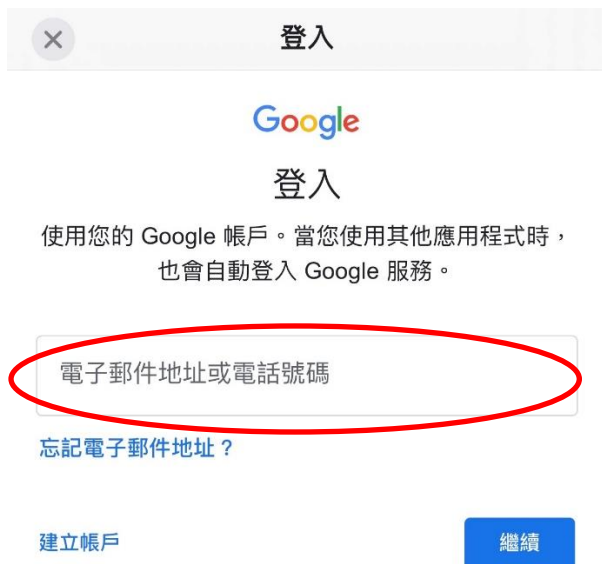 登入
Google
登入
使用您的 Google 帳戶。當您使用其他應用程式時，
也會自動登入 Google 服務。
電子郵件地址或電話號碼
忘記電子郵件地址？
建立帳戶
繼續